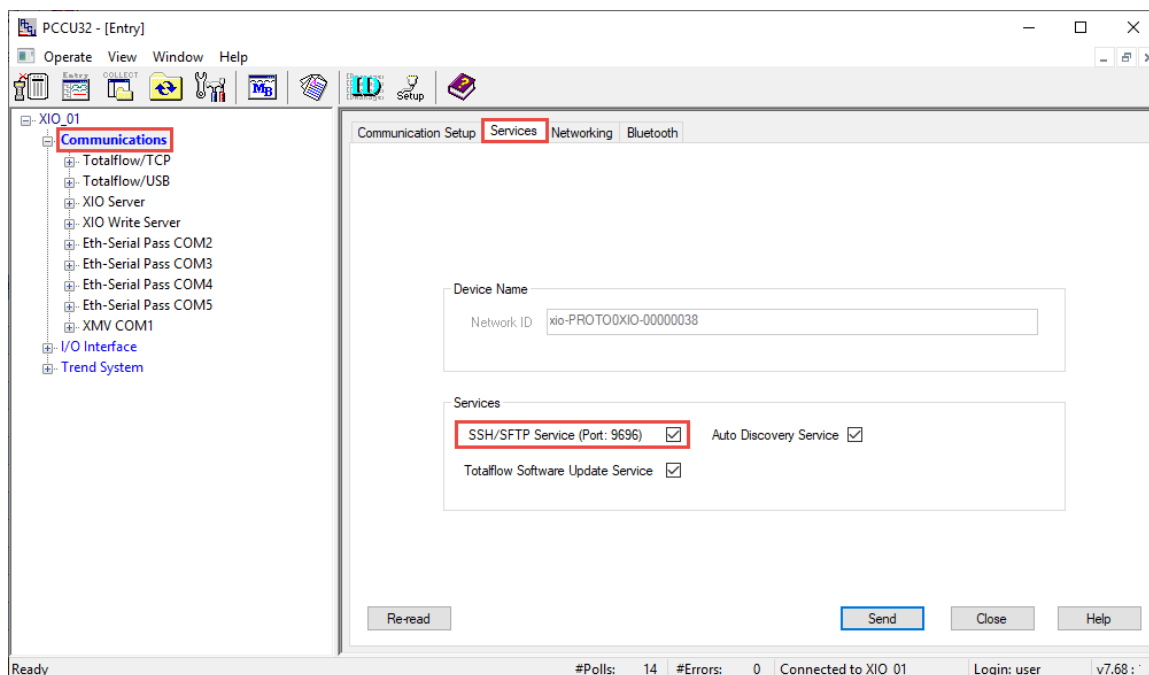 PCCU32 - [Entry]
Operate View Window Help
Entry COLLECT MB ID Setup
XIO_01
Communications
Totalflow/TCP
Totalflow/USB
XIO Server
XIO Write Server
Eth-Serial Pass COM2
Eth-Serial Pass COM3
Eth-Serial Pass COM4
Eth-Serial Pass COM5
XMV COM1
I/O Interface
Trend System
Communication Setup Services Networking Bluetooth
Device Name
Network ID xio-PROTO0XIO-00000038
Services
SSH/SFTP Service (Port: 9696) Auto Discovery Service
Totalflow Software Update Service
Re-read Send Close Help
Ready #Polls: 14 #Errors: 0 Connected to XIO_01 Login: user v7.68 :